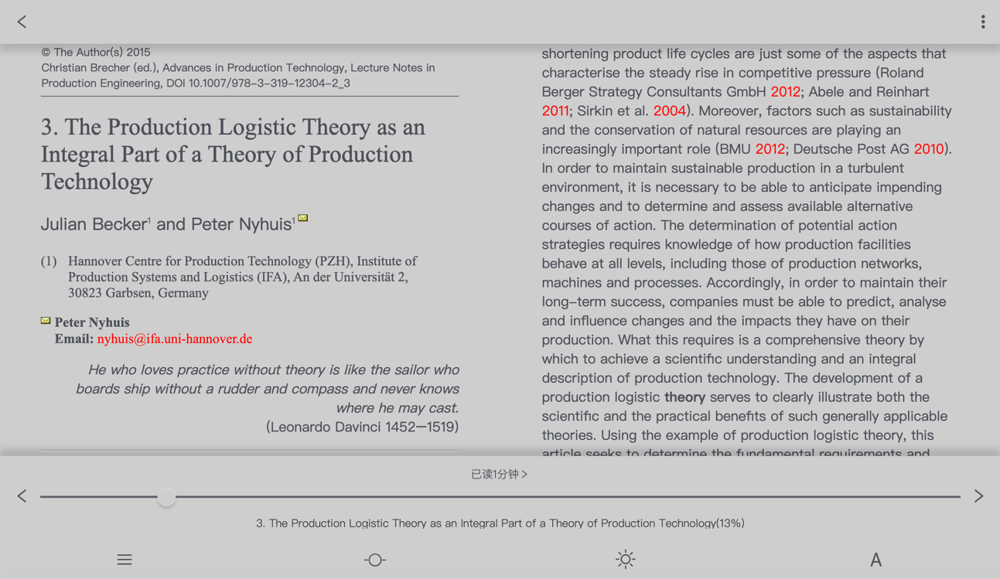 © The Author(s) 2015
Christian Brecher (ed.), Advances in Production Technology, Lecture Notes in
Production Engineering, DOI 10.1007/978-3-319-12304-2_3
3. The Production Logistic Theory as an
Integral Part of a Theory of Production
Technology
Julian Becker1 and Peter Nyhuis1
(1) Hannover Centre for Production Technology (PZH), Institute of
Production Systems and Logistics (IFA), An der Universität 2,
30823 Garbsen, Germany
Peter Nyhuis
Email: nyhuis@ifa.uni-hannover.de
He who loves practice without theory is like the sailor who
boards ship without a rudder and compass and never knows
where he may cast.
(Leonardo Davinci 1452—1519)
shortening product life cycles are just some of the aspects that
characterise the steady rise in competitive pressure (Roland
Berger Strategy Consultants GmbH 2012; Abele and Reinhart
2011; Sirkin et al. 2004). Moreover, factors such as sustainability
and the conservation of natural resources are playing an
increasingly important role (BMU 2012; Deutsche Post AG 2010).
In order to maintain sustainable production in a turbulent
environment, it is necessary to be able to anticipate impending
changes and to determine and assess available alternative
courses of action. The determination of potential action
strategies requires knowledge of how production facilities
behave at all levels, including those of production networks,
machines and processes. Accordingly, in order to maintain their
long-term success, companies must be able to predict, analyse
and influence changes and the impacts they have on their
production. What this requires is a comprehensive theory by
which to achieve a scientific understanding and an integral
description of production technology. The development of a
production logistic theory serves to clearly illustrate both the
scientific and the practical benefits of such generally applicable
theories. Using the example of production logistic theory, this
article seeks to determine the fundamental requirements and
已读1分钟 >
3. The Production Logistic Theory as an Integral Part of a Theory of Production Technology(13%)
A